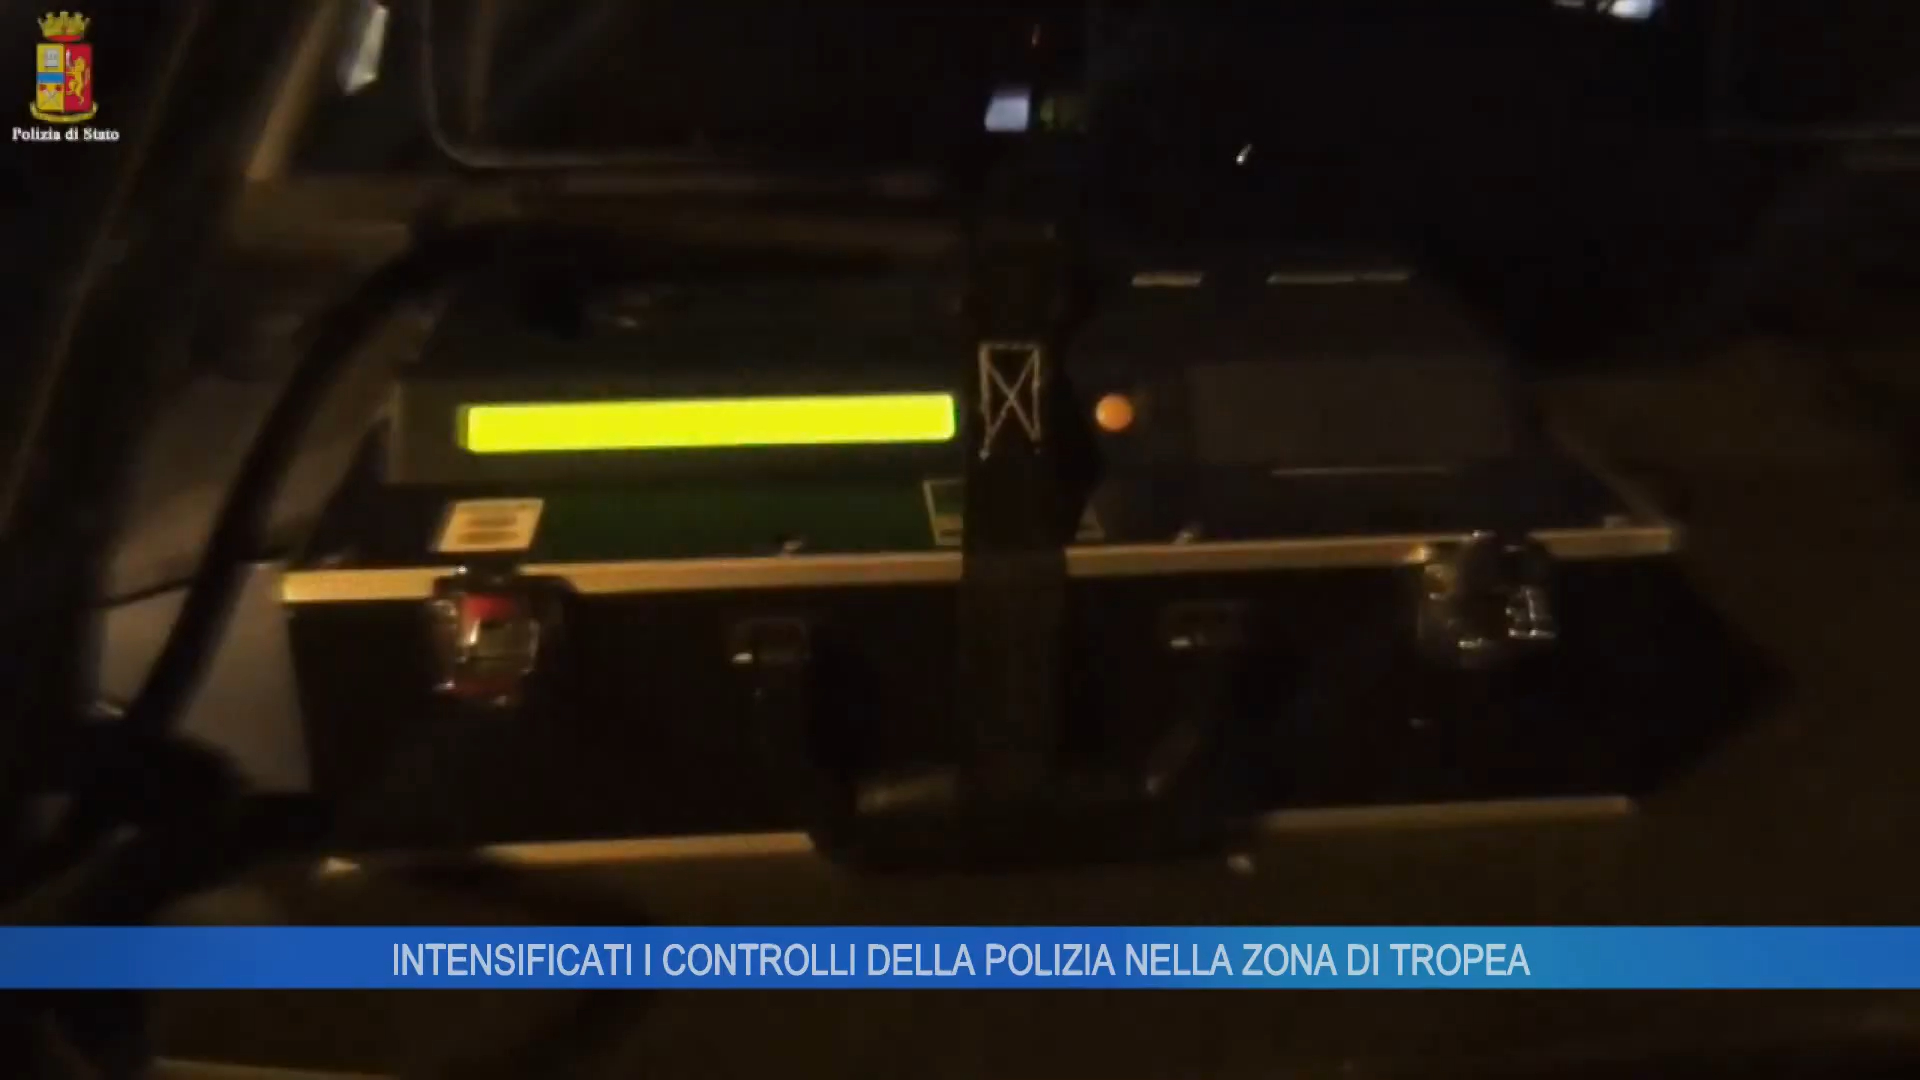 Polizia di Stato
INTENSIFICATI I CONTROLLI DELLA POLIZIA NELLA ZONA DI TROPEA